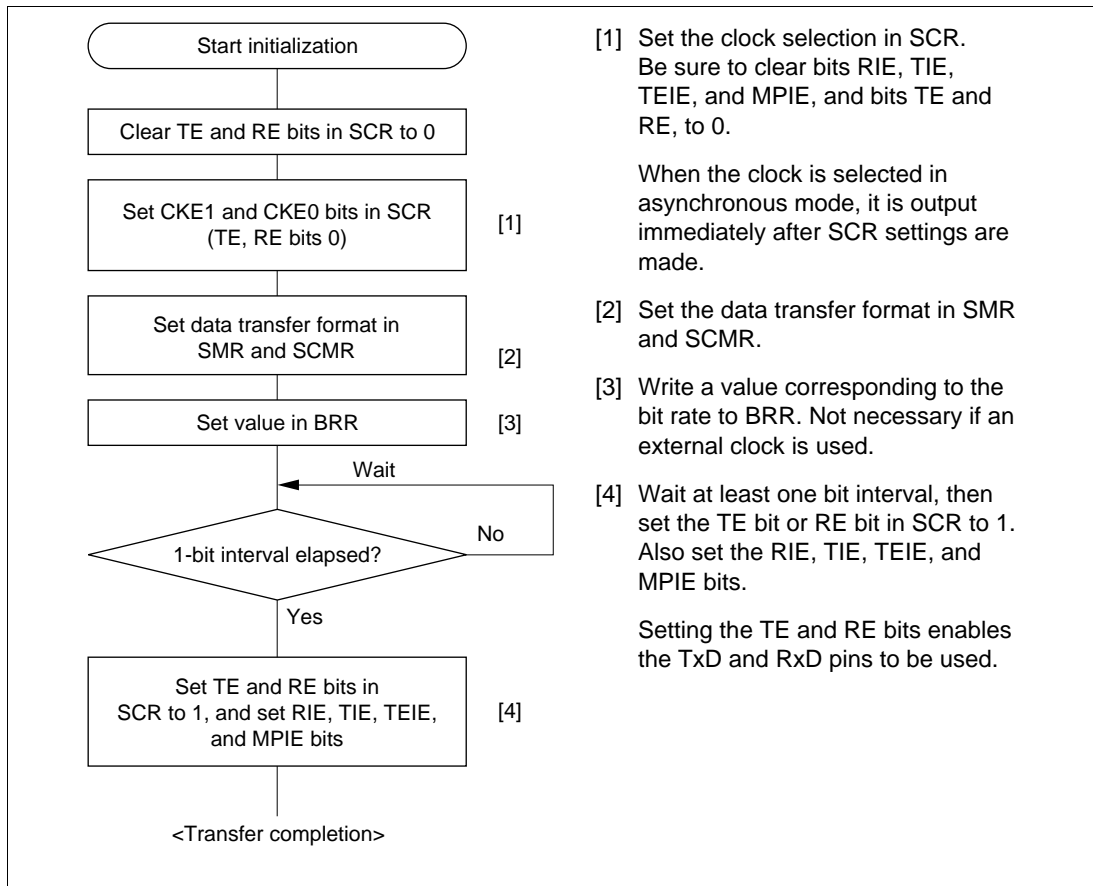 Start initialization
Clear TE and RE bits in SCR to 0
Set CKE1 and CKE0 bits in SCR
(TE, RE bits 0)
[1]
Set data transfer format in
SMR and SCMR
[2]
Set value in BRR
[3]
Wait
No
1-bit interval elapsed?
Yes
Set TE and RE bits in
SCR to 1, and set RIE, TIE, TEIE,
and MPIE bits
[4]
<Transfer completion>
[1] Set the clock selection in SCR.
Be sure to clear bits RIE, TIE,
TEIE, and MPIE, and bits TE and
RE, to 0.
When the clock is selected in
asynchronous mode, it is output
immediately after SCR settings are
made.
[2] Set the data transfer format in SMR
and SCMR.
[3] Write a value corresponding to the
bit rate to BRR. Not necessary if an
external clock is used.
[4] Wait at least one bit interval, then
set the TE bit or RE bit in SCR to 1.
Also set the RIE, TIE, TEIE, and
MPIE bits.
Setting the TE and RE bits enables
the TxD and RxD pins to be used.